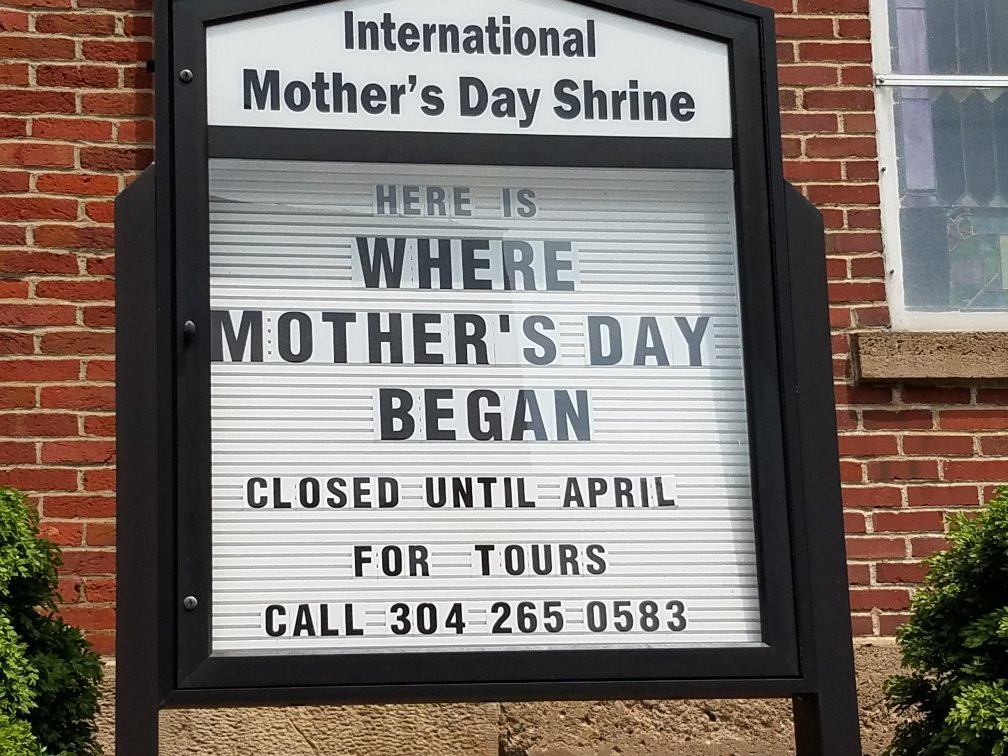 International
Mother's Day Shrine
HERE IS
WHERE
MOTHER'S DAY
BEGAN
CLOSED UNTIL APRIL
FOR TOURS
CALL 304 265 0583